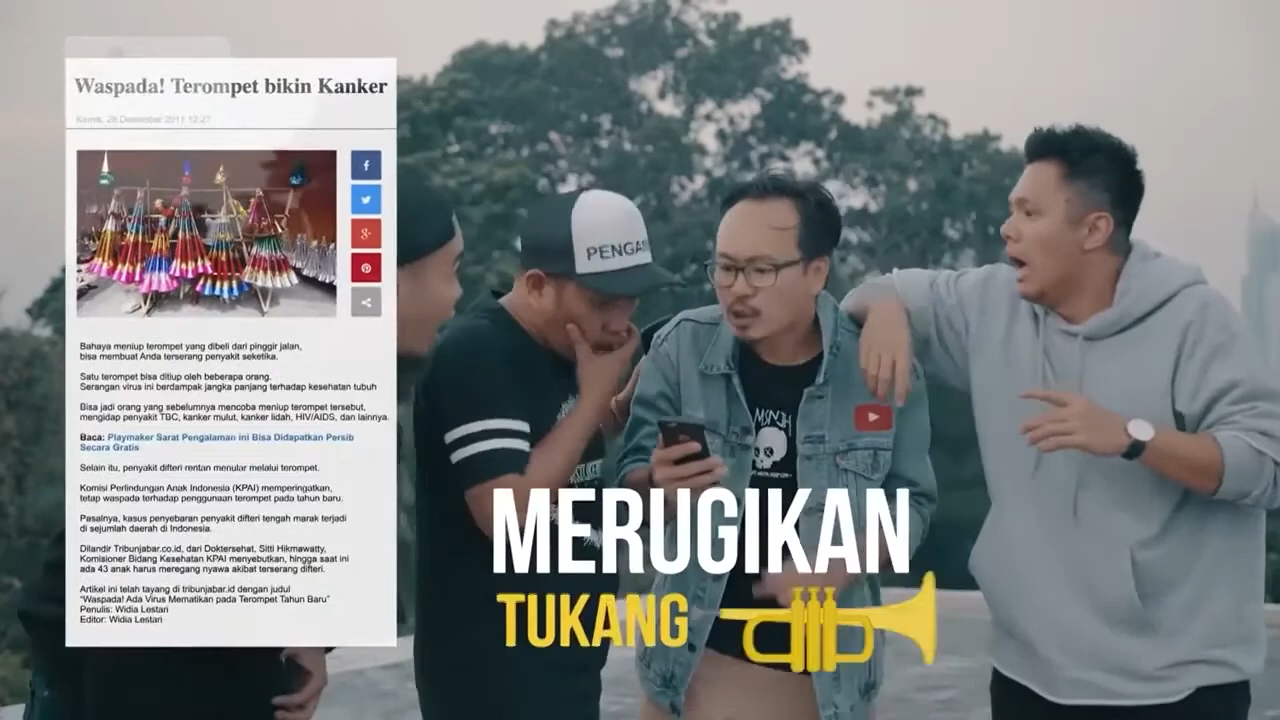 Waspada! Terompet bikin Kanker
Kamis, 28 Desember 2017 12:27
Bahaya meniup terompet yang dibeli dari pinggir jalan,
bisa membuat Anda terserang penyakit seketika.
Satu terompet bisa ditiup oleh beberapa orang.
Serangan virus ini berdampak jangka panjang terhadap kesehatan tubuh
Bisa jadi orang yang sebelumnya mencoba meniup terompet tersebut,
mengidap penyakit TBC, kanker mulut, kanker lidah, HIV/AIDS, dan lainnya.
Baca: Playmaker Sarat Pengalaman ini Bisa Didapatkan Persib
Secara Gratis
Selain itu, penyakit difteri rentan menular melalui terompet.
Komisi Perlindungan Anak Indonesia (KPAI) memperingatkan,
tetap waspada terhadap penggunaan terompet pada tahun baru.
Pasalnya, kasus penyebaran penyakit difteri tengah marak terjadi
di sejumlah daerah di Indonesia.
Dilandir Tribunjabar.co.id, dari Doktersehat, Sitti Hikmawatty,
Komisioner Bidang Kesehatan KPAI menyebutkan, hingga saat ini
ada 43 anak harus meregang nyawa akibat terserang difteri.
Artikel ini telah tayang di tribunjabar.id dengan judul
"Waspada! Ada Virus Mematikan pada Terompet Tahun Baru"
Penulis: Widia Lestari
Editor: Widia Lestari
PENGAN
MERUGIKAN
TUKANG